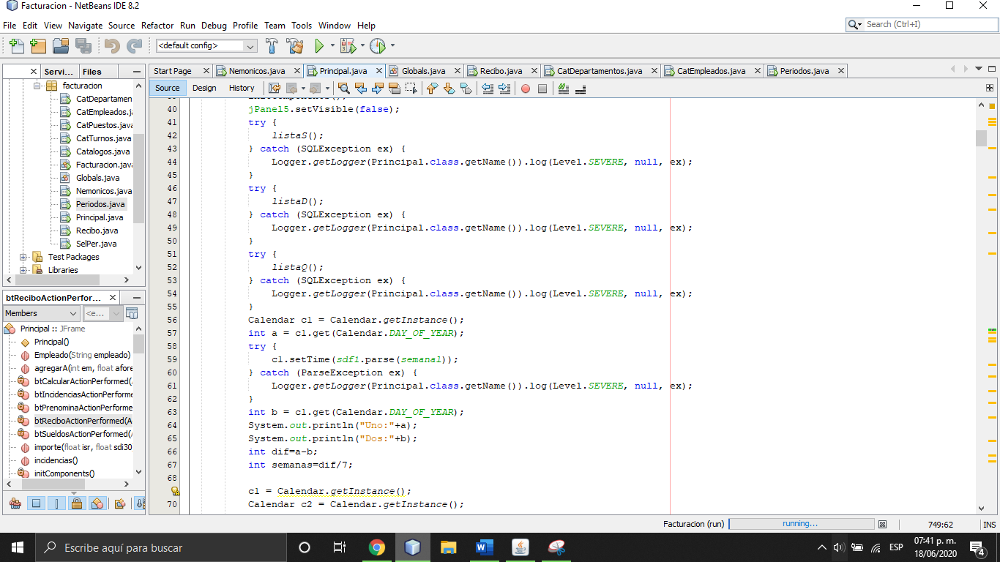 Facturacion - NetBeans IDE 8.2
File Edit View Navigate Source Refactor Run Debug Profile Team Tools Window Help
Search (Ctrl+I)
<default config>
Servi... Files
Start Page Nemonicos.java Principal.java Globals.java Recibo.java CatDepartamentos.java CatEmpleados.java Periodos.java
Source Design History
facturacion
CatDepartamen
CatEmpleados.ja
CatPuestos.java
CatTurnos.java
Catalogos.java
Facturacion.java
Globals.java
Nemonicos.java
Periodos.java
Principal.java
Recibo.java
SelPer.java
Test Packages
Libraries
btReciboActionPerfor...
Members <e...
Principal :: JFrame
Principal()
Empleado(String empleado)
agregarA(int em, float afore
btCalcularActionPerformed(
btIncidenciasActionPerforme
btPrenominaActionPerforme
btReciboActionPerformed(A
btSueldosActionPerformed(
importe(float isr, float sdi30
incidencias()
initComponents()
40 jPanel5.setVisible(false);
41 try {
42 listaS();
43 } catch (SQLException ex) {
44 Logger.getLogger(Principal.class.getName()).log(Level.SEVERE, null, ex);
45 }
46 try {
47 listaD();
48 } catch (SQLException ex) {
49 Logger.getLogger(Principal.class.getName()).log(Level.SEVERE, null, ex);
50 }
51 try {
52 listaQ();
53 } catch (SQLException ex) {
54 Logger.getLogger(Principal.class.getName()).log(Level.SEVERE, null, ex);
55 }
56 Calendar c1 = Calendar.getInstance();
57 int a = c1.get(Calendar.DAY_OF_YEAR);
58 try {
59 c1.setTime(sdf1.parse(semanal));
60 } catch (ParseException ex) {
61 Logger.getLogger(Principal.class.getName()).log(Level.SEVERE, null, ex);
62 }
63 int b = c1.get(Calendar.DAY_OF_YEAR);
64 System.out.println("Uno:"+a);
65 System.out.println("Dos:"+b);
66 int dif=a-b;
67 int semanas=dif/7;
68
c1 = Calendar.getInstance();
70 Calendar c2 = Calendar.getInstance();
Facturacion (run) running... 749:62 INS
Escribe aquí para buscar
ESP
07:41 p. m.
18/06/2020
4